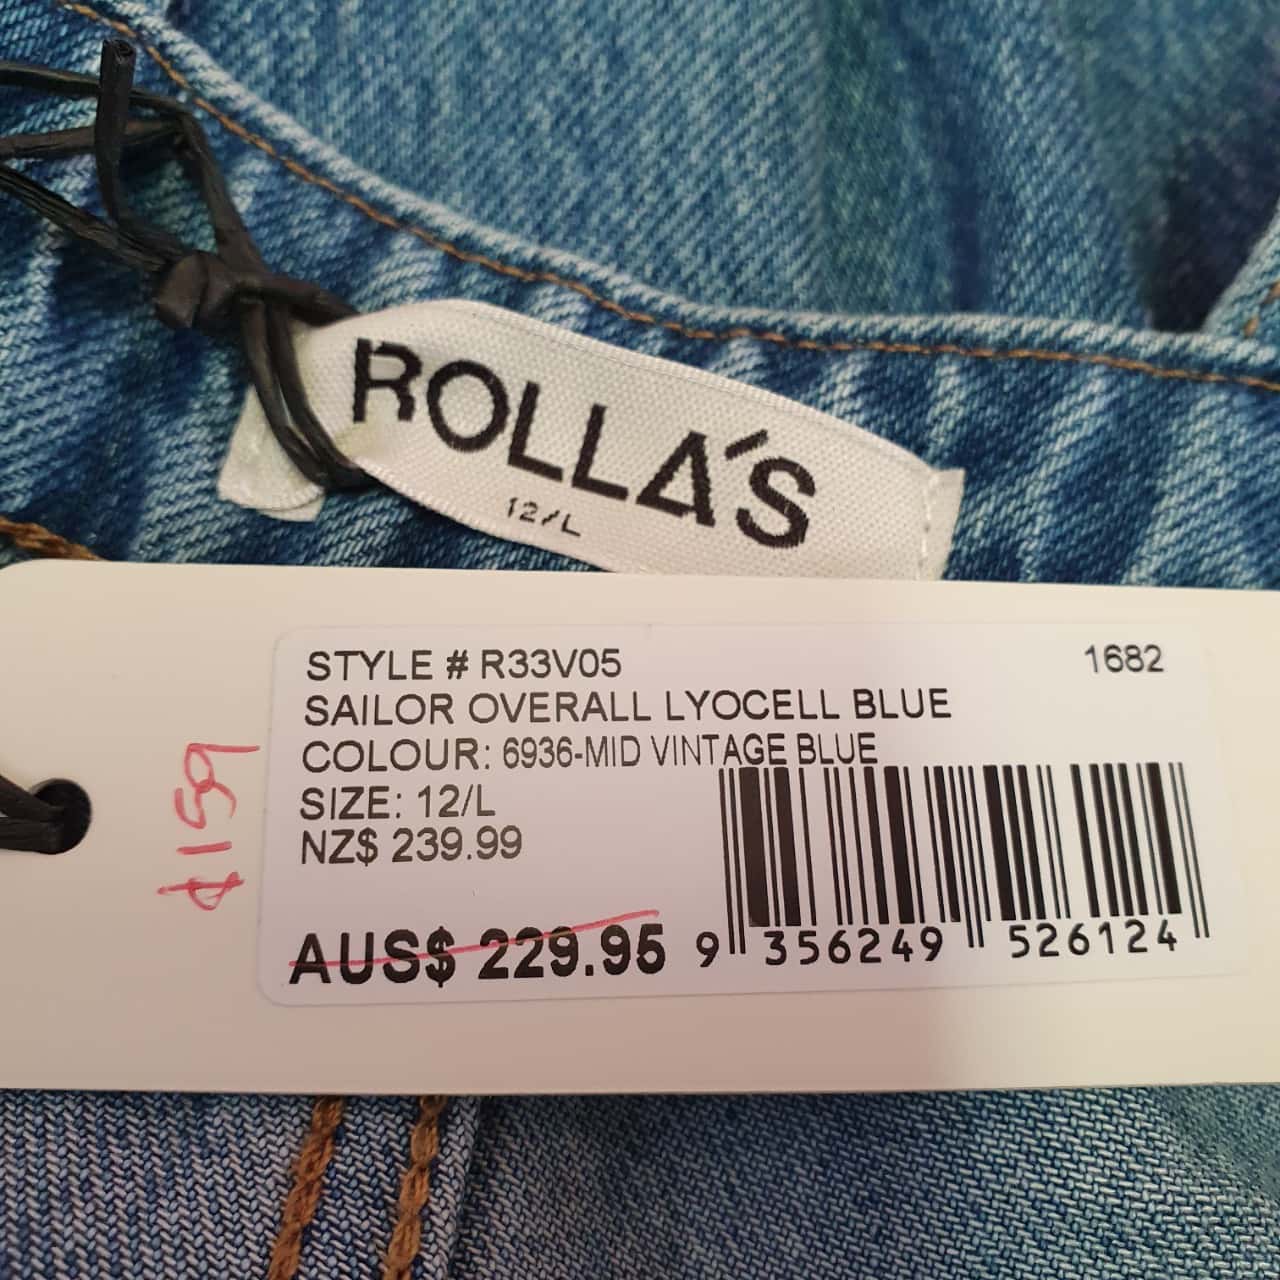 ROLLA'S
12/L
STYLE # R33V05
1682
SAILOR OVERALL LYOCELL BLUE
COLOUR: 6936-MID VINTAGE BLUE
SIZE: 12/L
NZ$ 239.99
AUS$ 229.95
9 356249 526124
$159